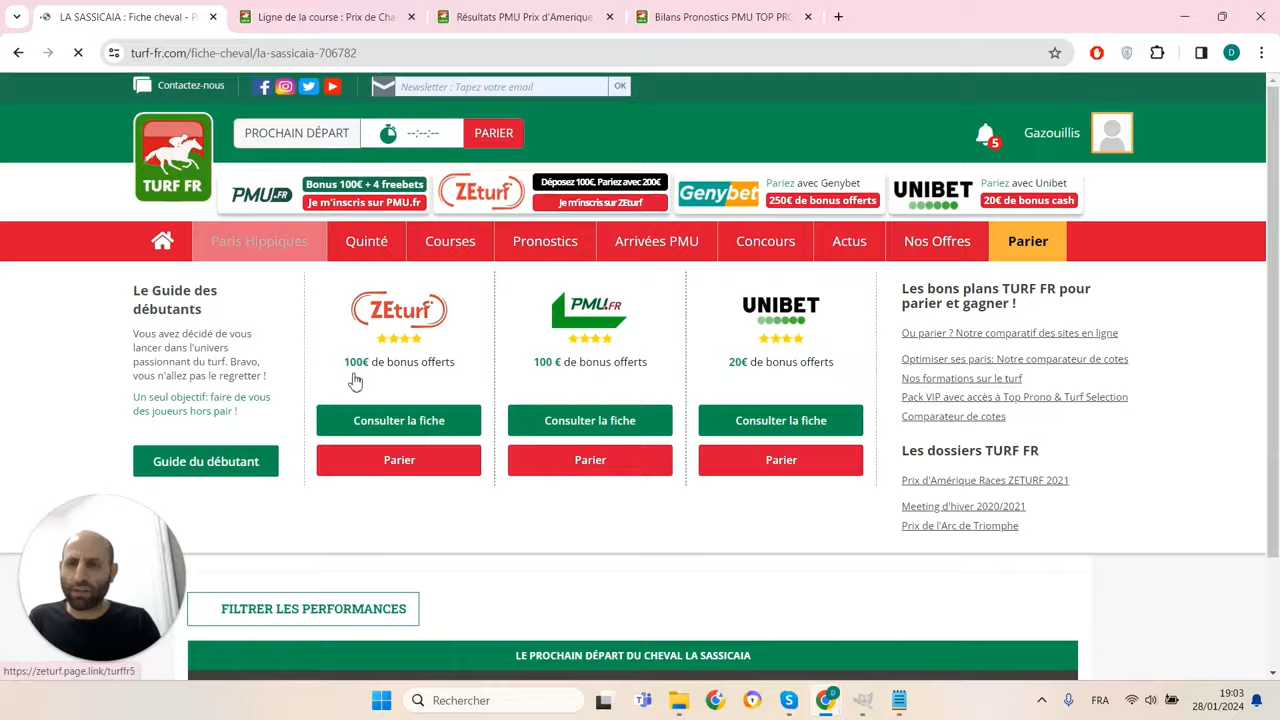 LA SASSICAIA - P
Ligne de la course : Prix de Cha
Résultats PMU Prix d'Amerique
Bilans Pronostics PMU TOP PRO
turf-fr.com/fiche-cheval/la-sassicaia-706782
D
Contactez-nous
Newsletter : Tapez votre email
OK
TURF FR
PROCHAIN DÉPART
--:--:--
PARIER
5
Gazouillis
PMU.FR
Bonus 100€ + 4 freebets
Je m'inscris sur PMU.fr
ZEturf
Déposez 100€, Pariez avec 200€
Je m'inscris sur ZEturf
Genybet
Pariez avec Genybet
250€ de bonus offerts
UNIBET
Pariez avec Unibet
20€ de bonus cash
Paris Hippiques
Quinté
Courses
Pronostics
Arrivées PMU
Concours
Actus
Nos Offres
Parier
Le Guide des
débutants
Vous avez décidé de vous
lancer dans l'univers
passionnant du turf. Bravo,
vous n'allez pas le regretter !
Un seul objectif: faire de vous
des joueurs hors pair !
Guide du débutant
ZEturf
100€ de bonus offerts
Consulter la fiche
Parier
PMU.FR
100 € de bonus offerts
Consulter la fiche
Parier
UNIBET
20€ de bonus offerts
Consulter la fiche
Parier
Les bons plans TURF FR pour
parier et gagner !
Ou parier ? Notre comparatif des sites en ligne
Optimiser ses paris: Notre comparateur de cotes
Nos formations sur le turf
Pack VIP avec accès à Top Prono & Turf Selection
Comparateur de cotes
Les dossiers TURF FR
Prix d'Amérique Races ZETURF 2021
Meeting d'hiver 2020/2021
Prix de l'Arc de Triomphe
FILTRER LES PERFORMANCES
LE PROCHAIN DÉPART DU CHEVAL LA SASSICAIA
https://zeturf.page.link/turffr5
Rechercher
FRA
19:03
28/01/2024